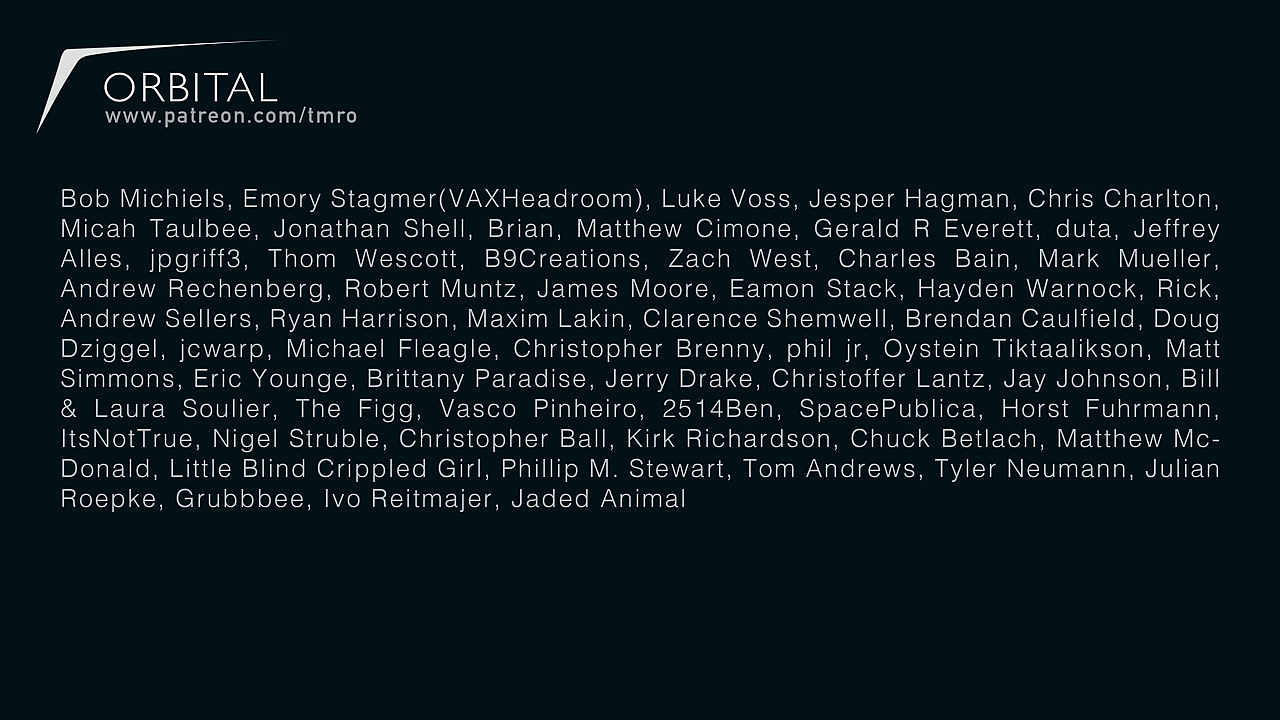 ORBITAL
www.patreon.com/tmro
Bob Michiels, Emory Stagmer(VAXHeadroom), Luke Voss, Jesper Hagman, Chris Charlton,
Micah Taulbee, Jonathan Shell, Brian, Matthew Cimone, Gerald R Everett, duta, Jeffrey
Alles, jpgriff3, Thom Wescott, B9Creations, Zach West, Charles Bain, Mark Mueller,
Andrew Rechenberg, Robert Muntz, James Moore, Eamon Stack, Hayden Warnock, Rick,
Andrew Sellers, Ryan Harrison, Maxim Lakin, Clarence Shemwell, Brendan Caulfield, Doug
Dziggel, jcwarp, Michael Fleagle, Christopher Brenny, phil jr, Oystein Tiktaalikson, Matt
Simmons, Eric Younge, Brittany Paradise, Jerry Drake, Christoffer Lantz, Jay Johnson, Bill
& Laura Soulier, The Figg, Vasco Pinheiro, 2514Ben, SpacePublica, Horst Fuhrmann,
ItsNotTrue, Nigel Struble, Christopher Ball, Kirk Richardson, Chuck Betlach, Matthew Mc-
Donald, Little Blind Crippled Girl, Phillip M. Stewart, Tom Andrews, Tyler Neumann, Julian
Roepke, Grubbbee, Ivo Reitmajer, Jaded Animal